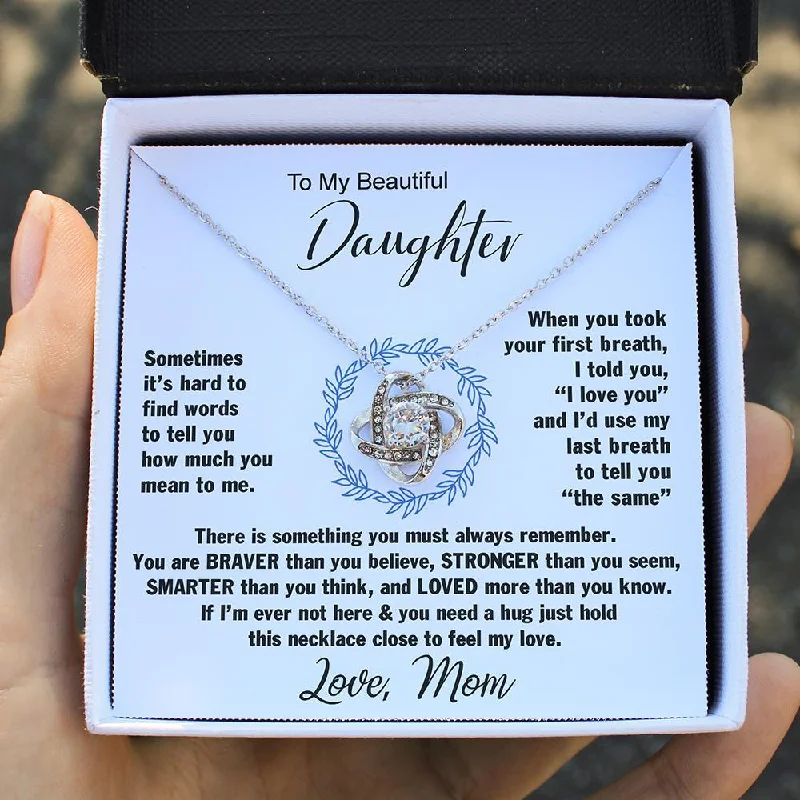 To My Beautiful
Daughter
Sometimes
it's hard to
find words
to tell you
how much you
mean to me.
When you took
your first breath,
I told you,
“I love you”
and I'd use my
last breath
to tell you
“the same”
There is something you must always remember.
You are BRAVER than you believe, STRONGER than you seem,
SMARTER than you think, and LOVED more than you know.
If I'm ever not here & you need a hug just hold
this necklace close to feel my love.
Love, Mom